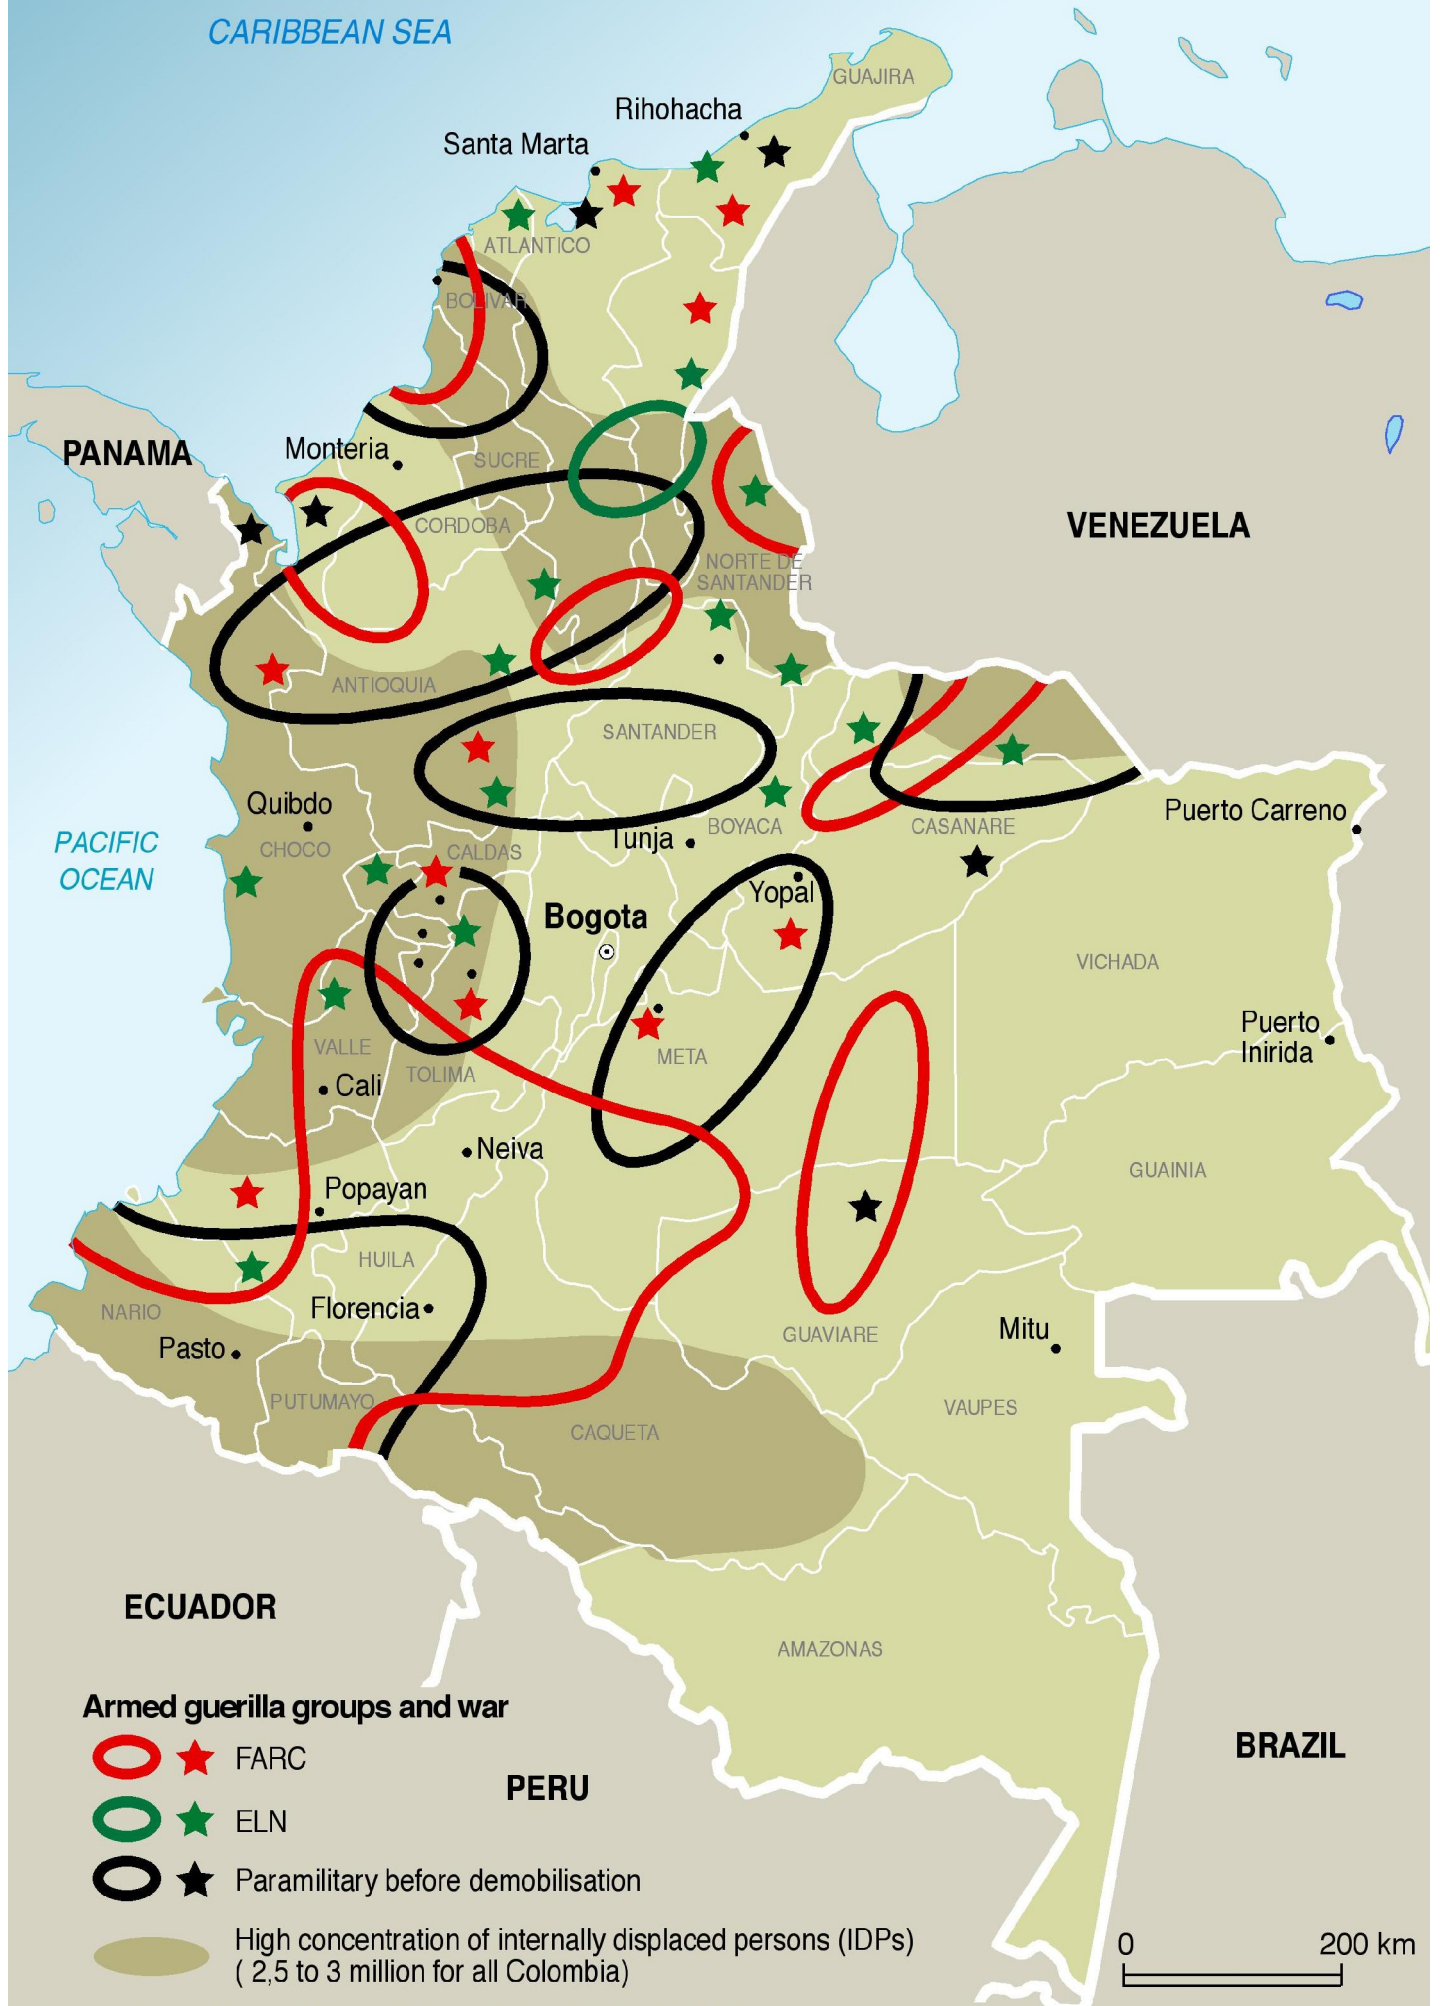 CARIBBEAN SEA
GUAJIRA
Rihohacha
Santa Marta
ATLANTICO
BOLIVAR
PANAMA
Monteria
SUCRE
CORDOBA
VENEZUELA
NORTE DE
SANTANDER
ANTIOQUIA
SANTANDER
Quibdo
CHOCO
PACIFIC
OCEAN
CALDAS
Tunja
BOYACA
CASANARE
Puerto Carreno
Yopal
Bogota
VICHADA
Puerto
Inirida
META
VALLE
TOLIMA
Cali
Neiva
GUAINIA
Popayan
HUILA
NARIO
Florencia
Pasto
GUAVIARE
Mitu
PUTUMAYO
CAQUETA
VAUPES
ECUADOR
AMAZONAS
PERU
BRAZIL
Armed guerilla groups and war
FARC
ELN
Paramilitary before demobilisation
High concentration of internally displaced persons (IDPs)
( 2,5 to 3 million for all Colombia)
0 200 km